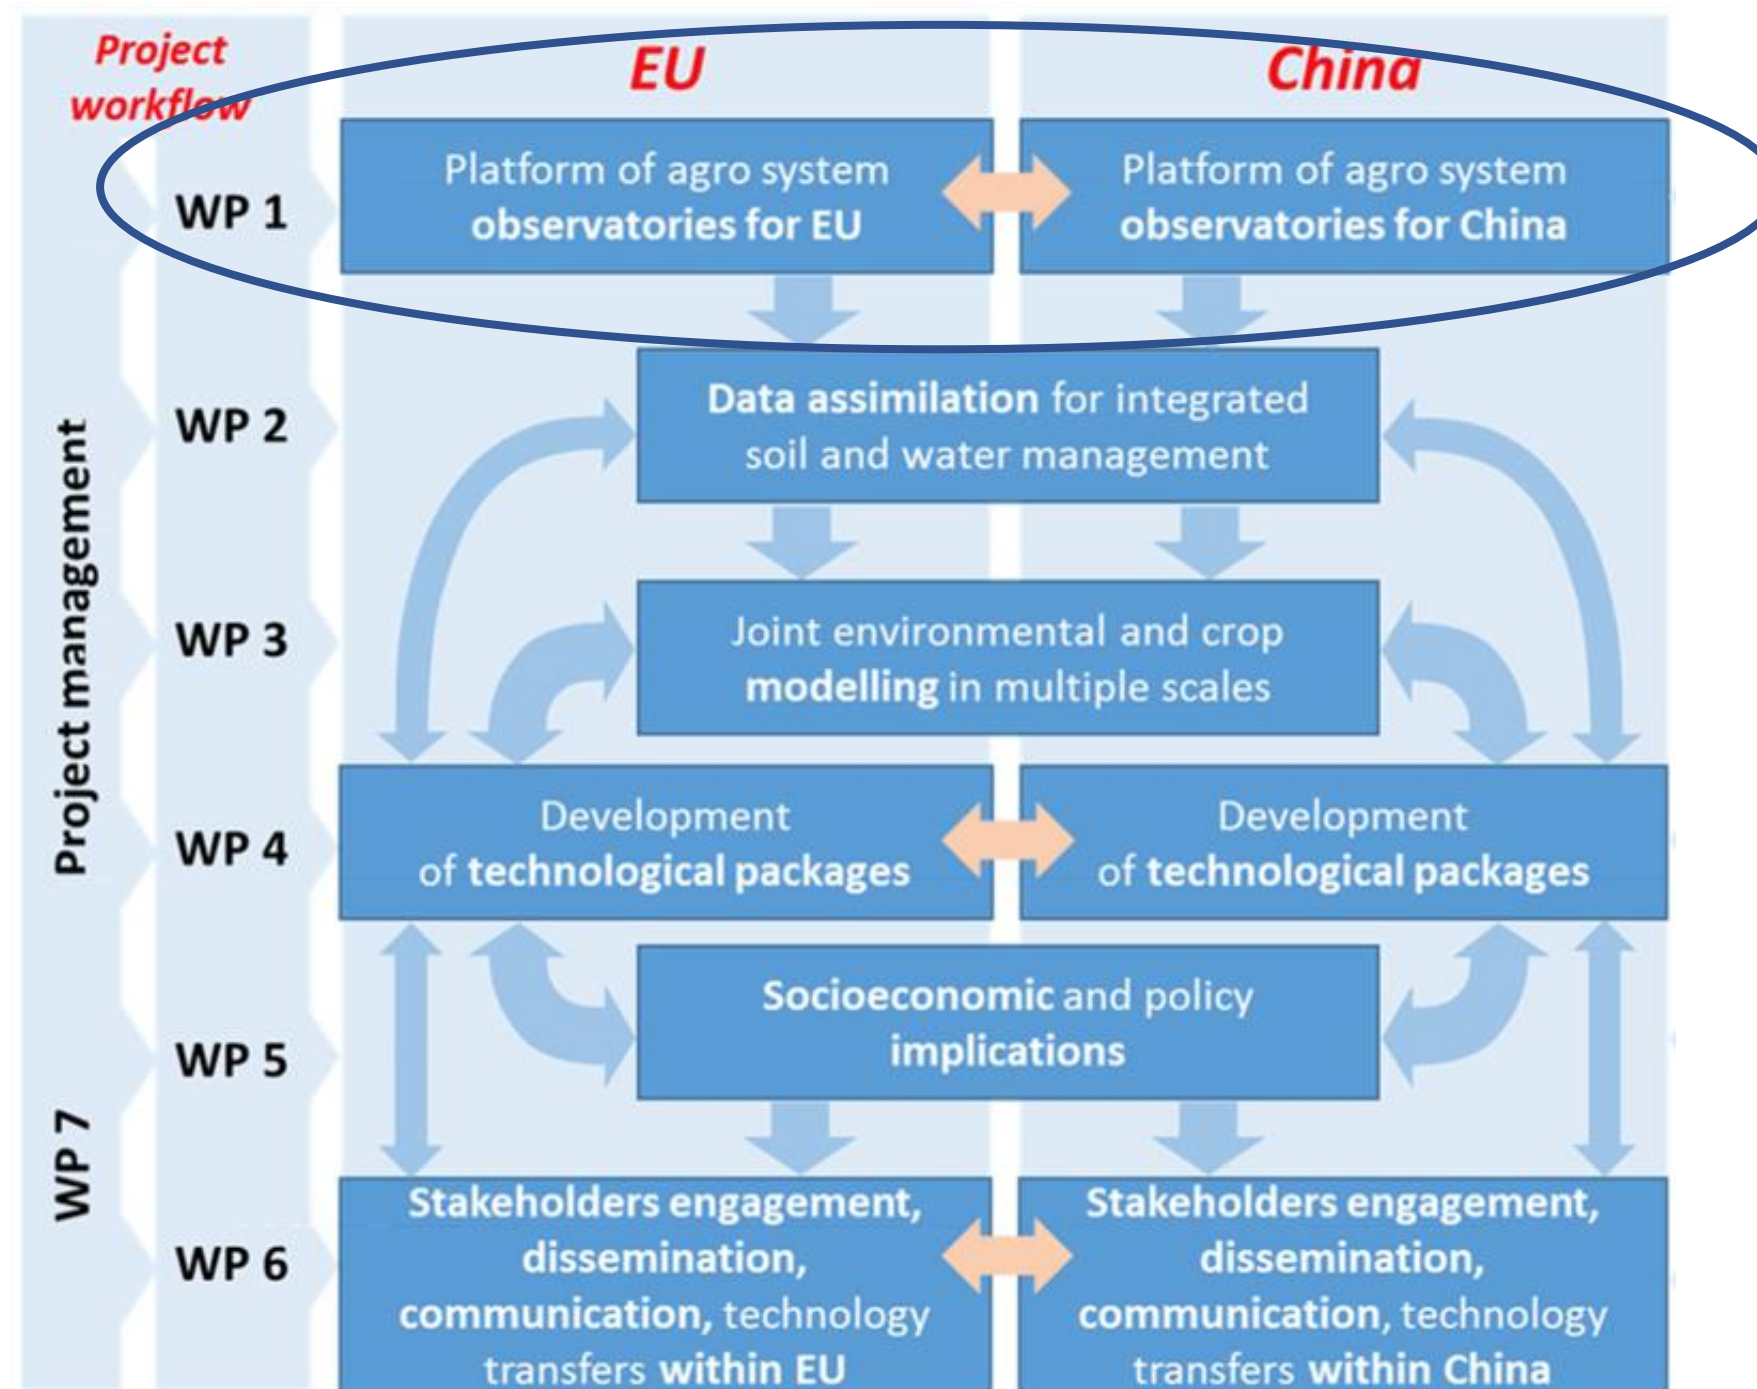 Project
workflow
EU
China
WP 1
Platform of agro system
observatories for EU
Platform of agro system
observatories for China
WP 2
Data assimilation for integrated
soil and water management
WP 3
Joint environmental and crop
modelling in multiple scales
WP 4
Development
of technological packages
Development
of technological packages
WP 5
Socioeconomic and policy
implications
WP 6
Stakeholders engagement,
dissemination,
communication, technology
transfers within EU
Stakeholders engagement,
dissemination,
communication, technology
transfers within China
WP 7
Project management